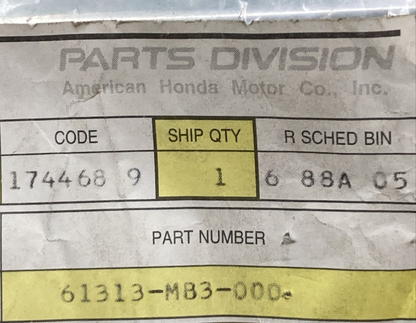 PARTS DIVISION
American Honda Motor Co., Inc.
CODE SHIP QTY R SCHED BIN
174468 9 1 6 88A 05
PART NUMBER
61313-MB3-000